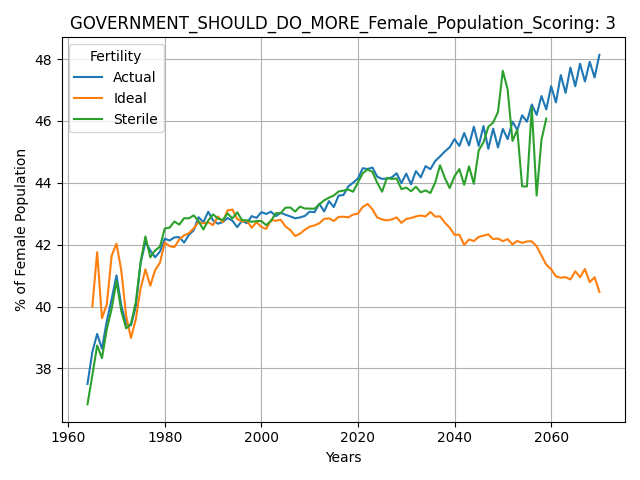 GOVERNMENT_SHOULD_DO_MORE_Female_Population_Scoring: 3
Fertility
Actual
Ideal
Sterile
% of Female Population
48
46
44
42
40
38
1960
1980
2000
2020
2040
2060
Years